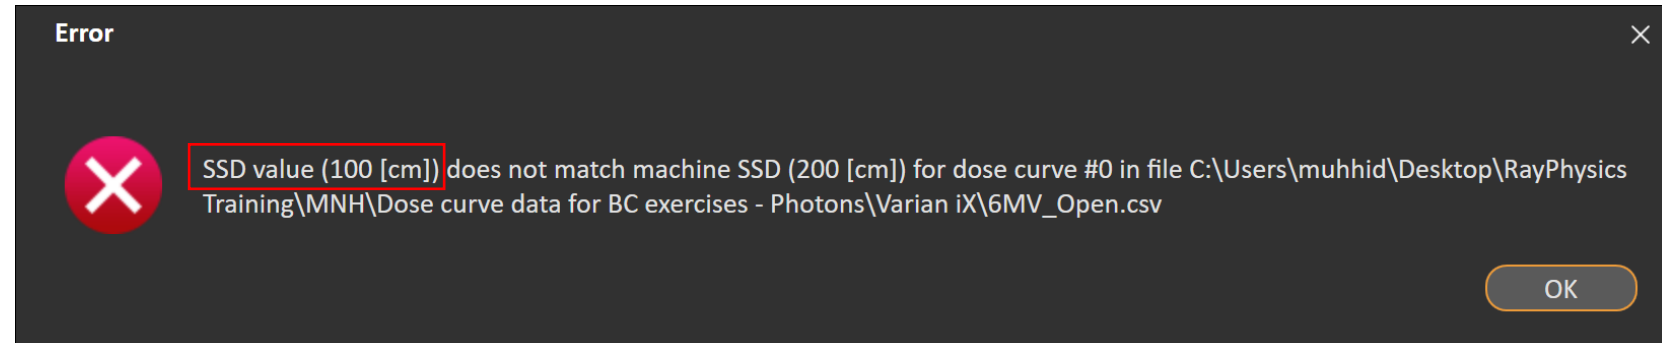 Error
SSD value (100 [cm]) does not match machine SSD (200 [cm]) for dose curve #0 in file C:\Users\muhhid\Desktop\RayPhysics
Training\MNH\Dose curve data for BC exercises - Photons\Varian iX\6MV_Open.csv
OK